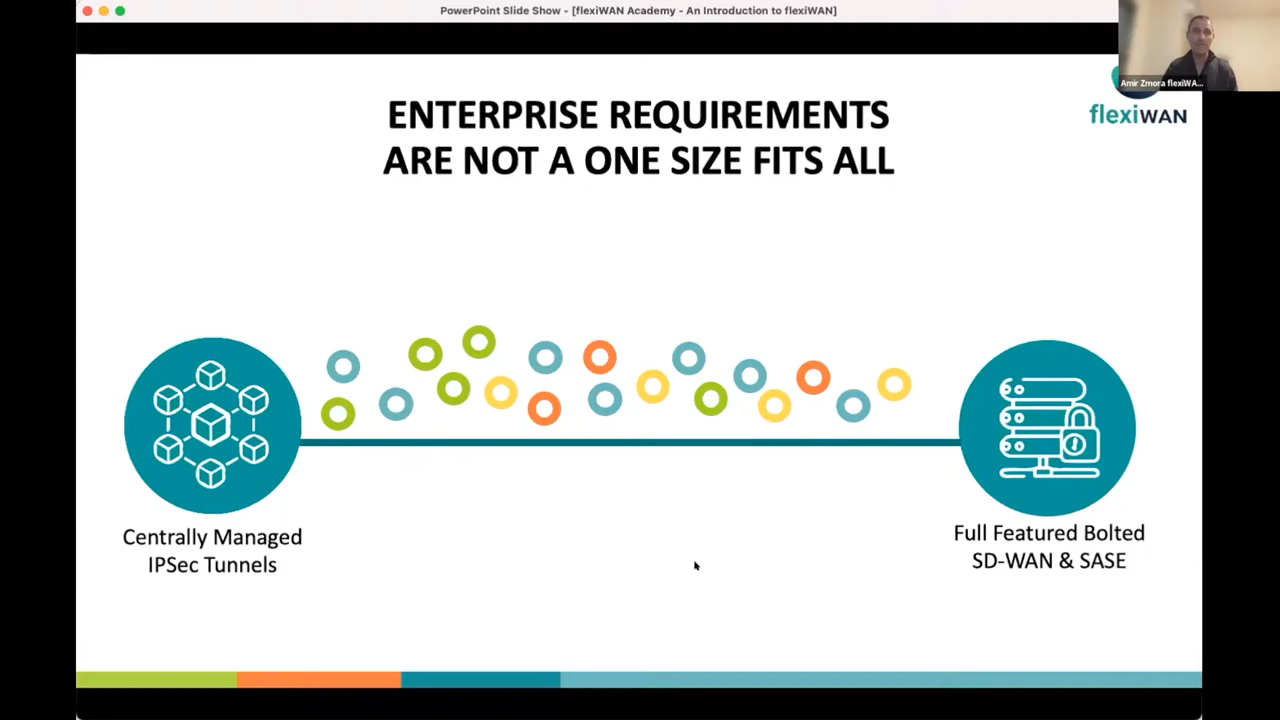 PowerPoint Slide Show - [flexiWAN Academy - An Introduction to flexiWAN]
Amir Zmora flexiWA...
flexiWAN
ENTERPRISE REQUIREMENTS
ARE NOT A ONE SIZE FITS ALL
Centrally Managed
IPSec Tunnels
Full Featured Bolted
SD-WAN & SASE